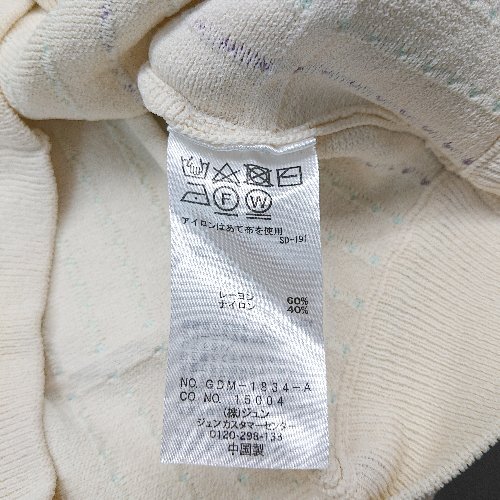 F W
アイロンはあて布を使用
SD-191
レーヨン 60%
ナイロン 40%
NO. GDM-1834-A
CO NO. 15004
(株)ジュン
ジュンカスタマーセンター
0120-298-133
中国製